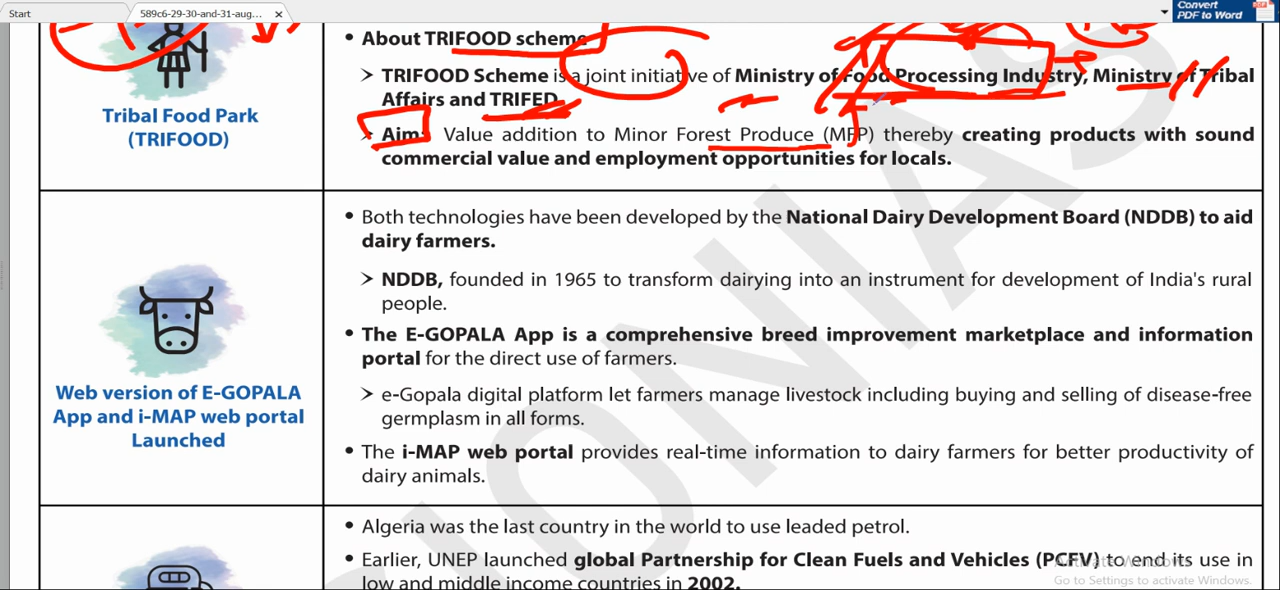 Start
589c6-29-30-and-31-aug...
Convert
PDF to Word
Tribal Food Park
(TRIFOOD)
• About TRIFOOD scheme
➢ TRIFOOD Scheme is a joint initiative of Ministry of Food Processing Industry, Ministry of Tribal
Affairs and TRIFED
➢ Aim: Value addition to Minor Forest Produce (MFP) thereby creating products with sound
commercial value and employment opportunities for locals.
Web version of E-GOPALA
App and i-MAP web portal
Launched
• Both technologies have been developed by the National Dairy Development Board (NDDB) to aid
dairy farmers.
➢ NDDB, founded in 1965 to transform dairying into an instrument for development of India's rural
people.
• The E-GOPALA App is a comprehensive breed improvement marketplace and information
portal for the direct use of farmers.
➢ e-Gopala digital platform let farmers manage livestock including buying and selling of disease-free
germplasm in all forms.
• The i-MAP web portal provides real-time information to dairy farmers for better productivity of
dairy animals.
• Algeria was the last country in the world to use leaded petrol.
• Earlier, UNEP launched global Partnership for Clean Fuels and Vehicles (PCFV) to end its use in
low and middle income countries in 2002.
Activate Windows
Go to Settings to activate Windows.